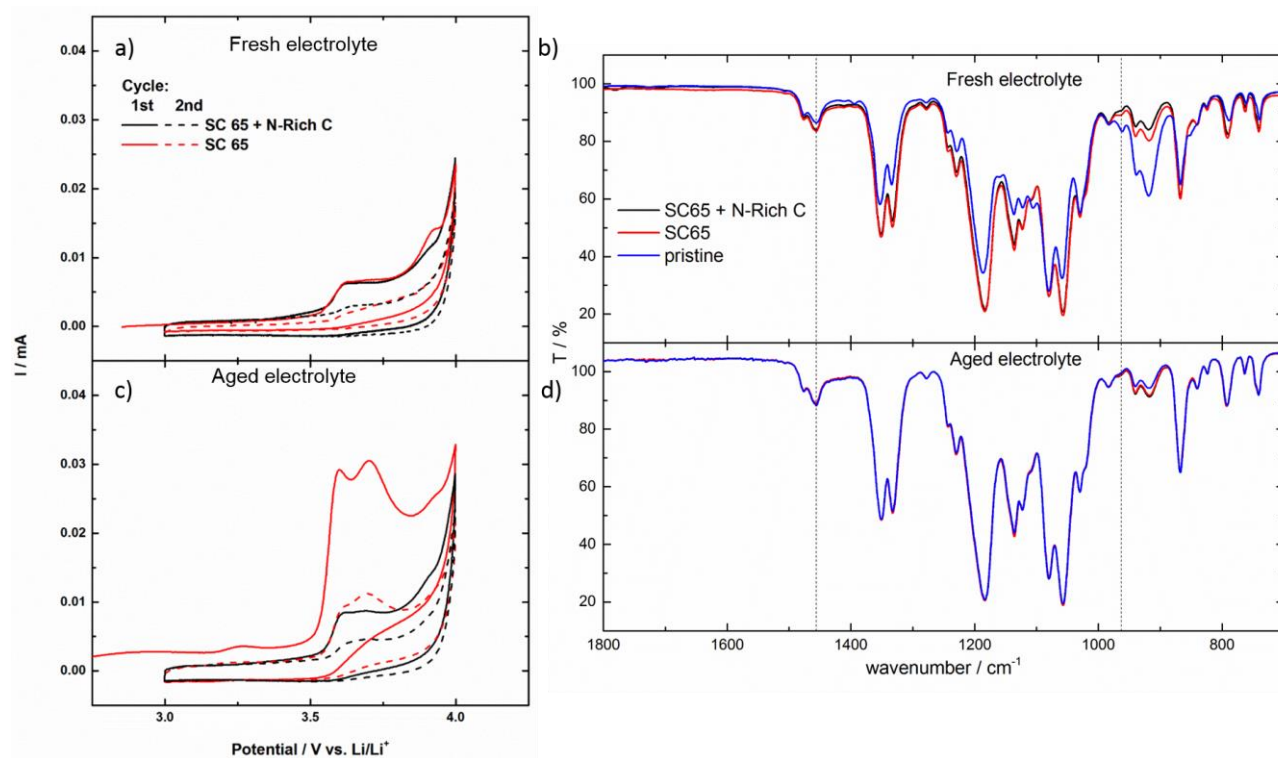 a)
Fresh electrolyte
Cycle:
1st 2nd
SC 65 + N-Rich C
SC 65
0.04
0.03
0.02
0.01
0.00
I / mA
c)
Aged electrolyte
0.04
0.03
0.02
0.01
0.00
3.0 3.5 4.0
Potential / V vs. Li/Li⁺
b)
Fresh electrolyte
100
80
60
40
20
SC65 + N-Rich C
SC65
pristine
T / %
d)
Aged electrolyte
100
80
60
40
20
1800 1600 1400 1200 1000 800
wavenumber / cm⁻¹